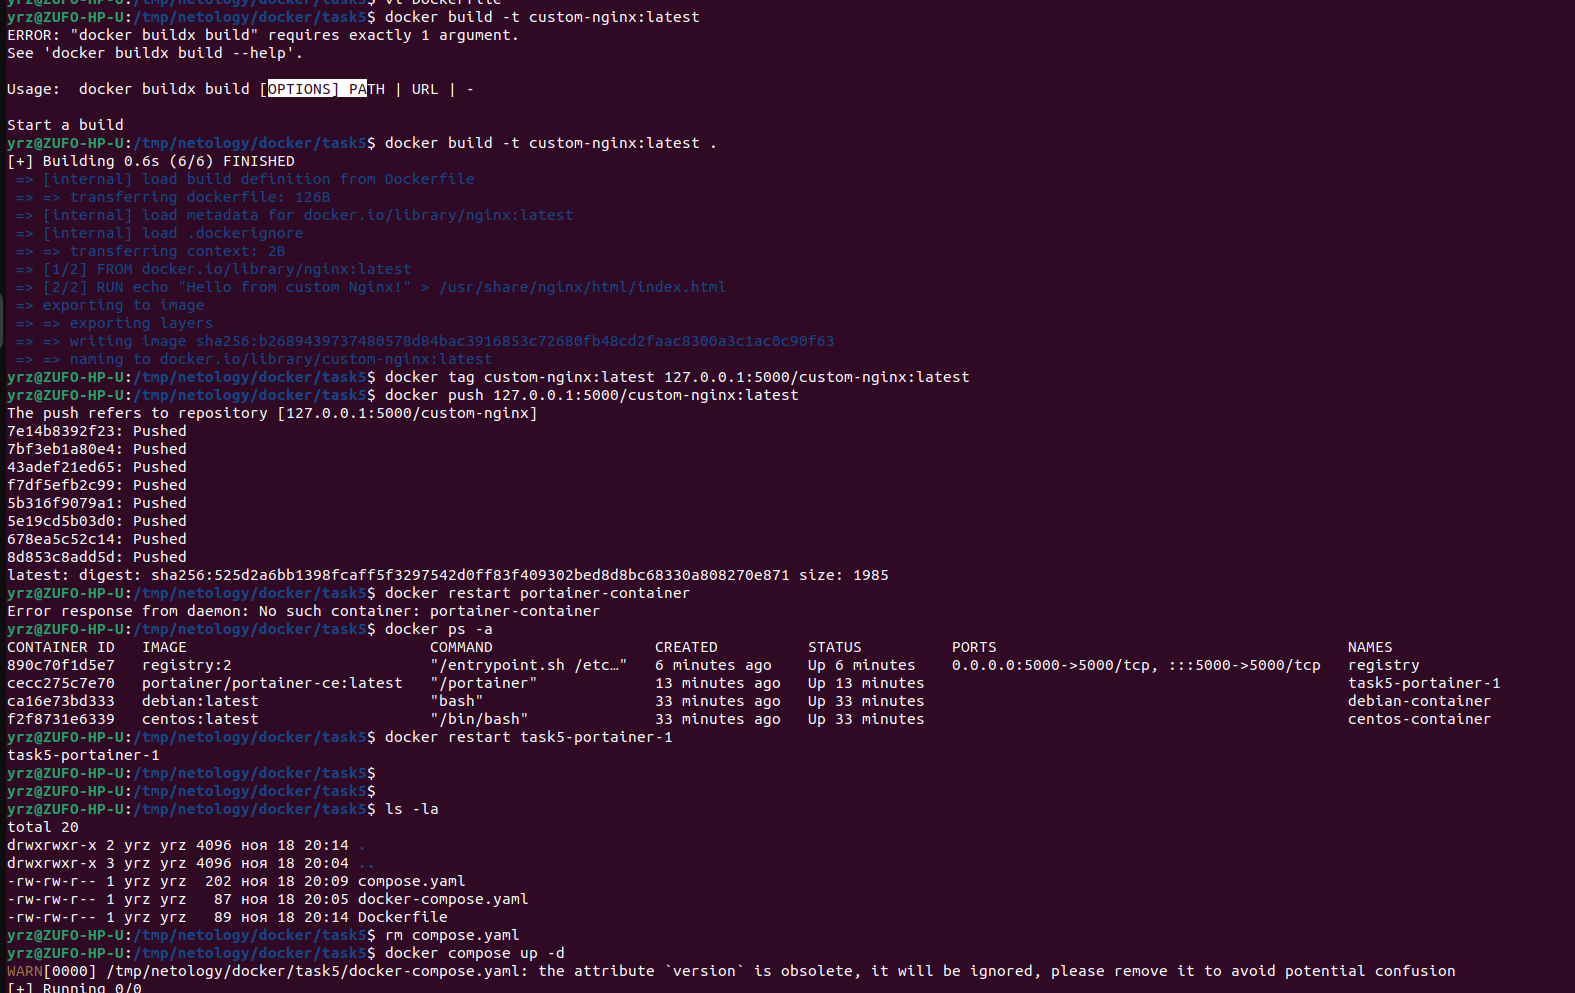 yrz@ZUFO-HP-U:/tmp/netology/docker/task5$ vi Dockerfile
yrz@ZUFO-HP-U:/tmp/netology/docker/task5$ docker build -t custom-nginx:latest
ERROR: "docker buildx build" requires exactly 1 argument.
See 'docker buildx build --help'.
Usage:  docker buildx build [OPTIONS] PATH | URL | -
Start a build
yrz@ZUFO-HP-U:/tmp/netology/docker/task5$ docker build -t custom-nginx:latest .
[+] Building 0.6s (6/6) FINISHED
=> [internal] load build definition from Dockerfile
=> => transferring dockerfile: 126B
=> [internal] load metadata for docker.io/library/nginx:latest
=> [internal] load .dockerignore
=> => transferring context: 2B
=> [1/2] FROM docker.io/library/nginx:latest
=> [2/2] RUN echo "Hello from custom Nginx!" > /usr/share/nginx/html/index.html
=> exporting to image
=> => exporting layers
=> => writing image sha256:b2689439737480578d84bac3916853c72680fb48cd2faac8300a3c1ac0c90f63
=> => naming to docker.io/library/custom-nginx:latest
yrz@ZUFO-HP-U:/tmp/netology/docker/task5$ docker tag custom-nginx:latest 127.0.0.1:5000/custom-nginx:latest
yrz@ZUFO-HP-U:/tmp/netology/docker/task5$ docker push 127.0.0.1:5000/custom-nginx:latest
The push refers to repository [127.0.0.1:5000/custom-nginx]
7e14b8392f23: Pushed
7bf3eb1a80e4: Pushed
43adef21ed65: Pushed
f7df5efb2c99: Pushed
5b316f9079a1: Pushed
5e19cd5b03d0: Pushed
678ea5c52c14: Pushed
8d853c8add5d: Pushed
latest: digest: sha256:525d2a6bb1398fcaff5f3297542d0ff83f409302bed8d8bc68330a808270e871 size: 1985
yrz@ZUFO-HP-U:/tmp/netology/docker/task5$ docker restart portainer-container
Error response from daemon: No such container: portainer-container
yrz@ZUFO-HP-U:/tmp/netology/docker/task5$ docker ps -a
CONTAINER ID   IMAGE                           COMMAND                  CREATED          STATUS          PORTS                                       NAMES
890c70f1d5e7   registry:2                      "/entrypoint.sh /etc…"   6 minutes ago    Up 6 minutes    0.0.0.0:5000->5000/tcp, :::5000->5000/tcp   registry
cecc275c7e70   portainer/portainer-ce:latest   "/portainer"             13 minutes ago   Up 13 minutes                                               task5-portainer-1
ca16e73bd333   debian:latest                   "bash"                   33 minutes ago   Up 33 minutes                                               debian-container
f2f8731e6339   centos:latest                   "/bin/bash"              33 minutes ago   Up 33 minutes                                               centos-container
yrz@ZUFO-HP-U:/tmp/netology/docker/task5$ docker restart task5-portainer-1
task5-portainer-1
yrz@ZUFO-HP-U:/tmp/netology/docker/task5$
yrz@ZUFO-HP-U:/tmp/netology/docker/task5$
yrz@ZUFO-HP-U:/tmp/netology/docker/task5$ ls -la
total 20
drwxrwxr-x 2 yrz yrz 4096 ноя 18 20:14 .
drwxrwxr-x 3 yrz yrz 4096 ноя 18 20:04 ..
-rw-rw-r-- 1 yrz yrz  202 ноя 18 20:09 compose.yaml
-rw-rw-r-- 1 yrz yrz   87 ноя 18 20:05 docker-compose.yaml
-rw-rw-r-- 1 yrz yrz   89 ноя 18 20:14 Dockerfile
yrz@ZUFO-HP-U:/tmp/netology/docker/task5$ rm compose.yaml
yrz@ZUFO-HP-U:/tmp/netology/docker/task5$ docker compose up -d
WARN[0000] /tmp/netology/docker/task5/docker-compose.yaml: the attribute `version` is obsolete, it will be ignored, please remove it to avoid potential confusion
[+] Running 0/0